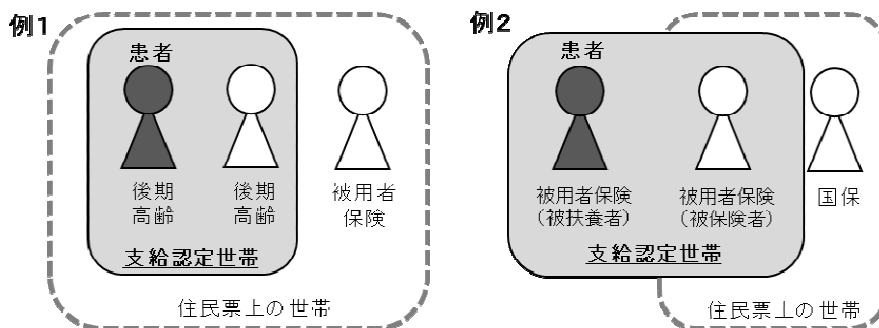 例1
患者
後期
高齢
後期
高齢
被用者
保険
支給認定世帯
住民票上の世帯
例2
患者
被用者保険
(被扶養者)
被用者保険
(被保険者)
国保
支給認定世帯
住民票上の世帯